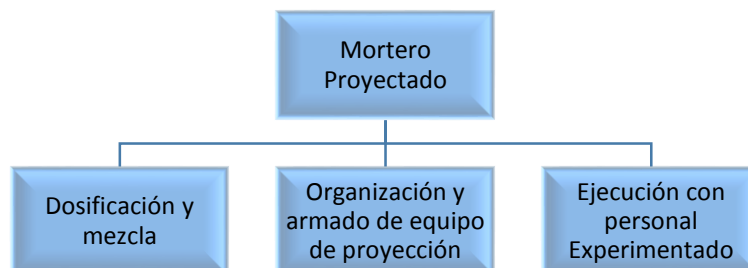 Mortero
Proyectado
Dosificación y
mezcla
Organización y
armado de equipo
de proyección
Ejecución con
personal
Experimentado